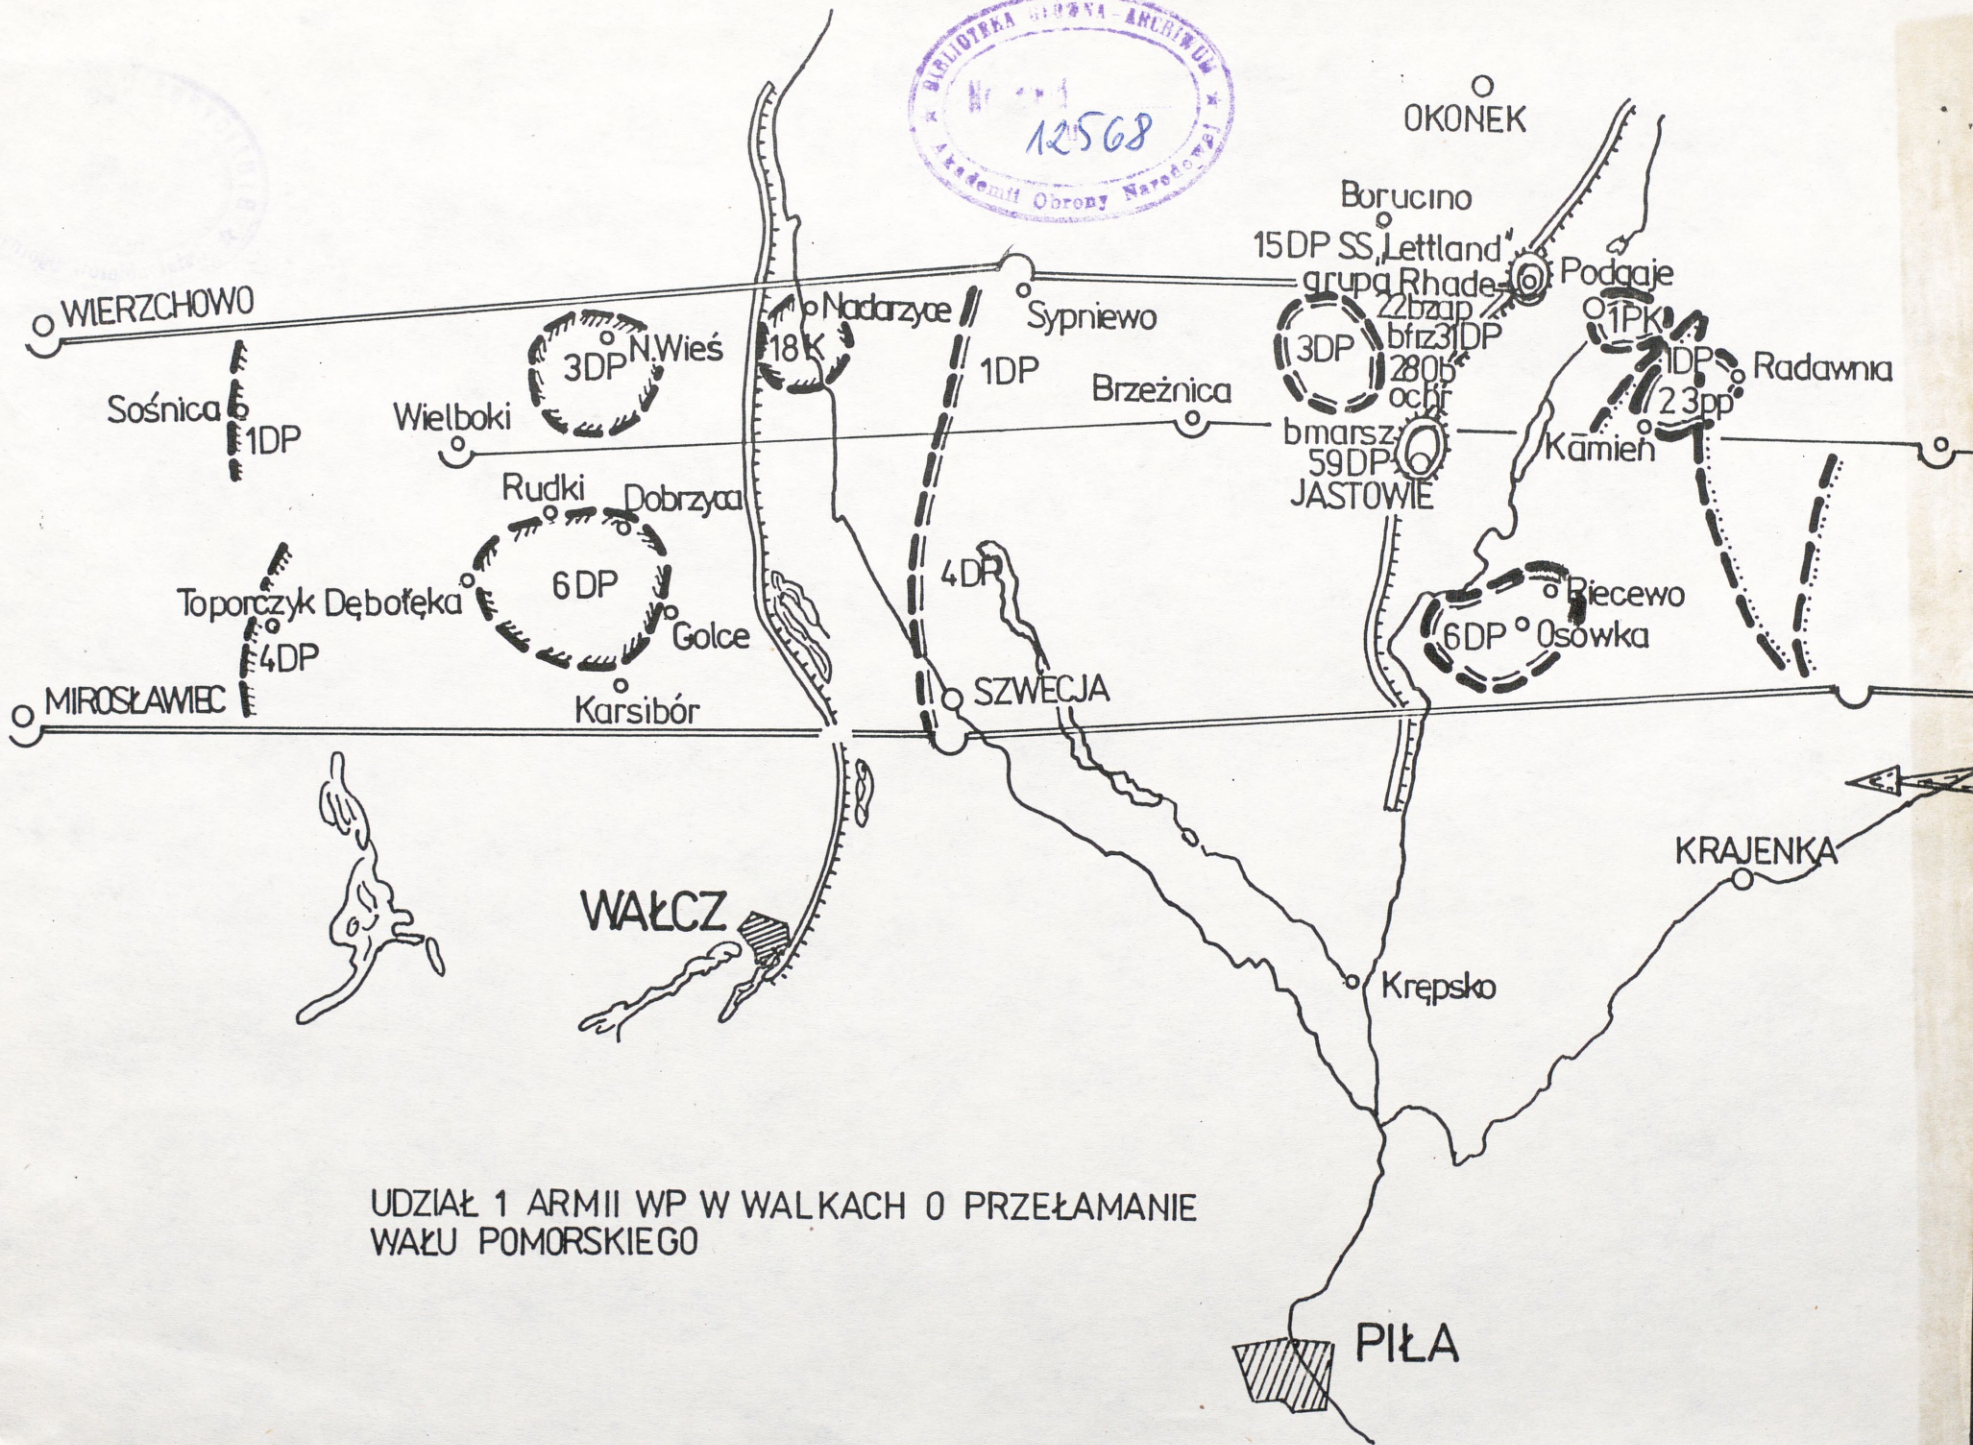 BIBLIOTEKA GŁÓWNA - ARCHIWUM
Akademii Obrony Narodowej
12568
OKONEK
Borucino
15DP SS „Lettland"
grupa Rhade
22bzap
bfiz31DP
280b
ochr
Podgaje
1PK
1DP
2 3pp
Radawnia
Kamień
3DP
bmarsz
59DP
JASTOWIE
WIERZCHOWO
Sośnica
1DP
Wielboki
3DP
N.Wieś
18K
Nadarzyce
Sypniewo
1DP
Brzeżnica
Rudki
Dobrzyca
6DP
Toporczyk
Dębołęka
4DP
Golce
Karsibór
MIROSŁAWIEC
4DP
SZWECJA
Riecewo
6DP
Osówka
KRAJENKA
WAŁCZ
Krępsko
UDZIAŁ 1 ARMII WP W WALKACH O PRZEŁAMANIE
WAŁU POMORSKIEGO
PIŁA